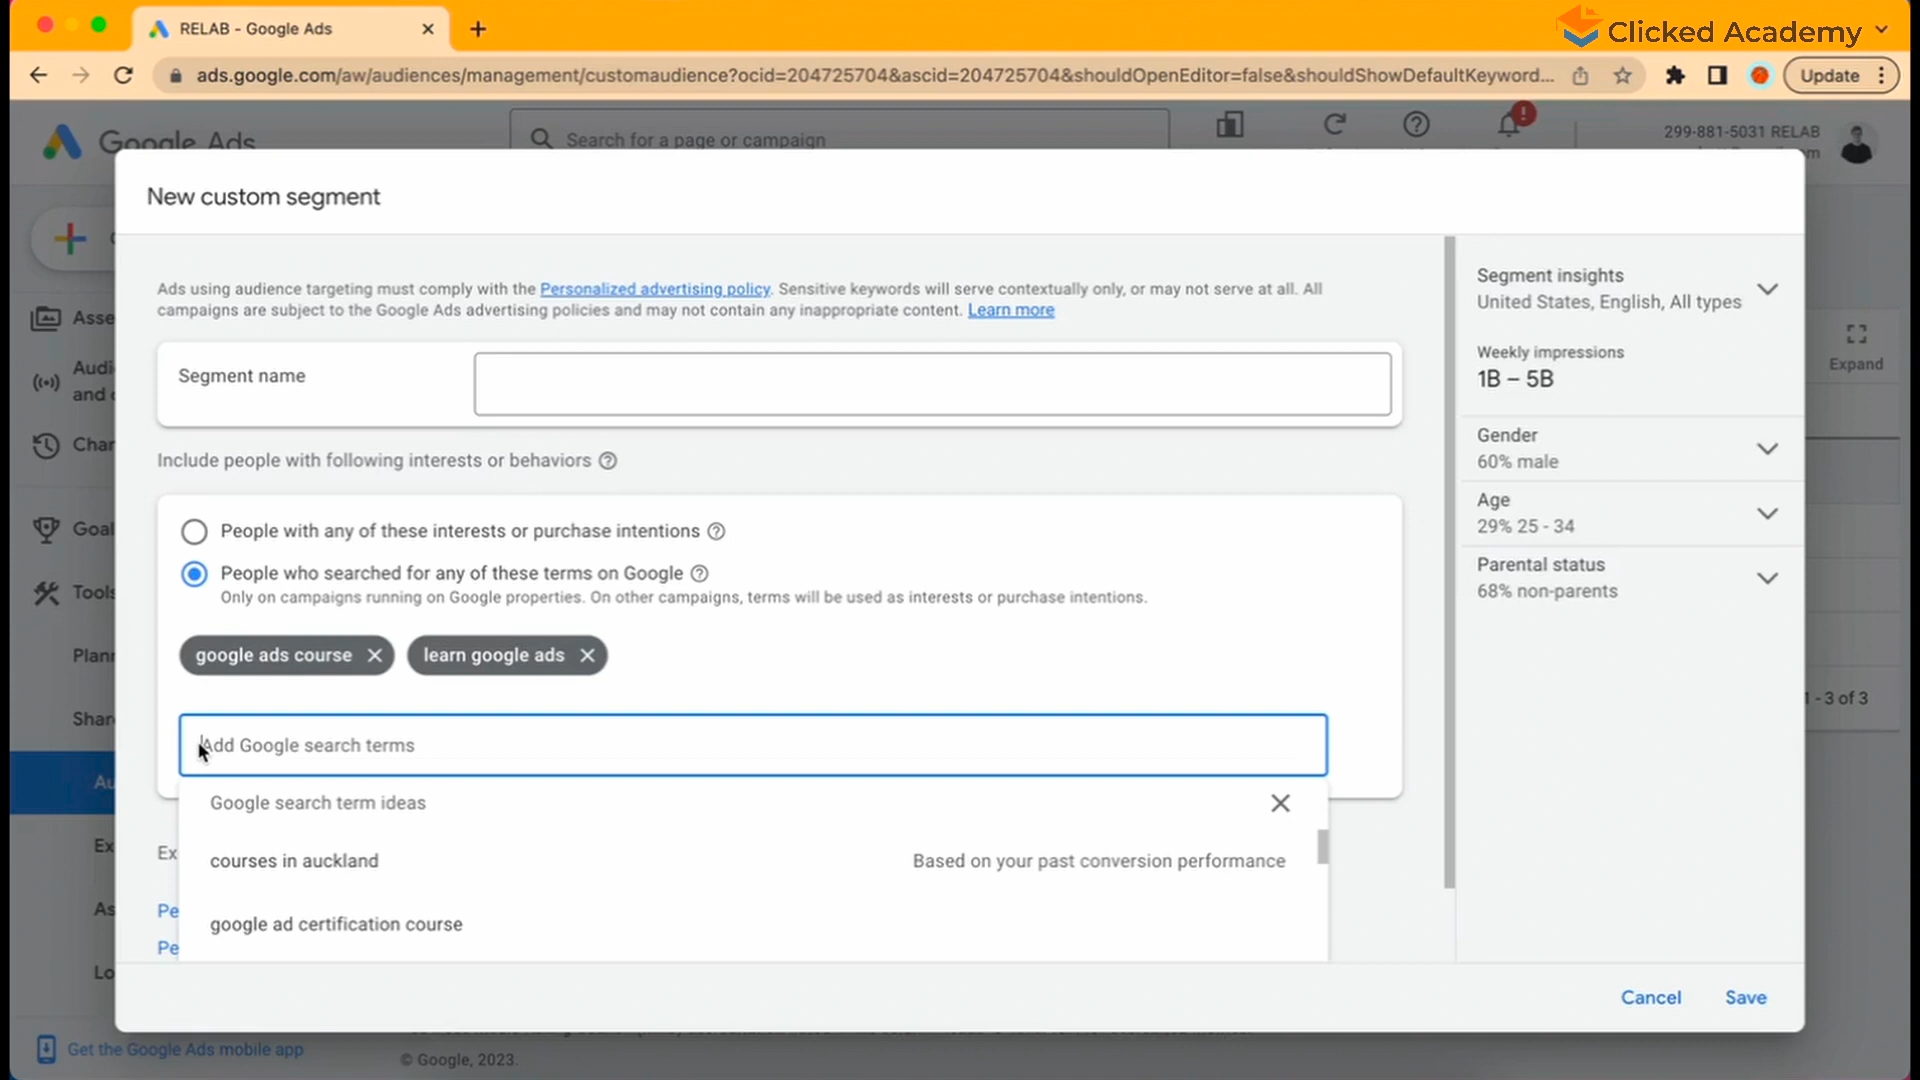 RELAB - Google Ads
Clicked Academy
ads.google.com/aw/audiences/management/customaudience?ocid=204725704&ascid=204725704&shouldOpenEditor=false&shouldShowDefaultKeyword...
Update
Google Ads
Search for a page or campaign
299-881-5031 RELAB
New custom segment
Ads using audience targeting must comply with the Personalized advertising policy. Sensitive keywords will serve contextually only, or may not serve at all. All
campaigns are subject to the Google Ads advertising policies and may not contain any inappropriate content. Learn more
Segment name
Include people with following interests or behaviors
People with any of these interests or purchase intentions
People who searched for any of these terms on Google
Only on campaigns running on Google properties. On other campaigns, terms will be used as interests or purchase intentions.
google ads course
learn google ads
Add Google search terms
Google search term ideas
courses in auckland
Based on your past conversion performance
google ad certification course
Segment insights
United States, English, All types
Weekly impressions
1B – 5B
Gender
60% male
Age
29% 25 - 34
Parental status
68% non-parents
Cancel
Save
Expand
1 - 3 of 3
Asse
Audi
and c
Char
Goal
Tools
Plann
Shar
Au
Ex
As
Lo
Ex
Pe
Pe
Get the Google Ads mobile app
© Google, 2023.